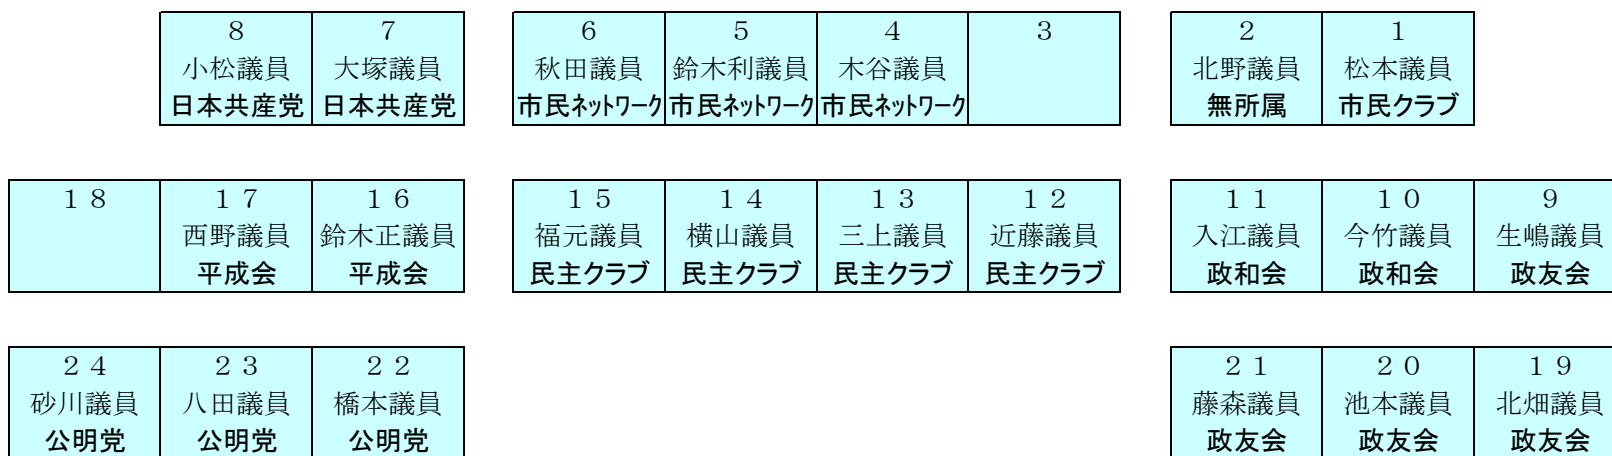 ８ ７ ６ ５ ４ ３ ２ １
小松議員 大塚議員 秋田議員 鈴木利議員 木谷議員 北野議員 松本議員
日本共産党 日本共産党 市民ネットワーク 市民ネットワーク 市民ネットワーク 無所属 市民クラブ
１８ １７ １６ １５ １４ １３ １２ １１ １０ ９
西野議員 鈴木正議員 福元議員 横山議員 三上議員 近藤議員 入江議員 今竹議員 生嶋議員
平成会 平成会 民主クラブ 民主クラブ 民主クラブ 民主クラブ 政和会 政和会 政友会
２４ ２３ ２２ ２１ ２０ １９
砂川議員 八田議員 橋本議員 藤森議員 池本議員 北畑議員
公明党 公明党 公明党 政友会 政友会 政友会